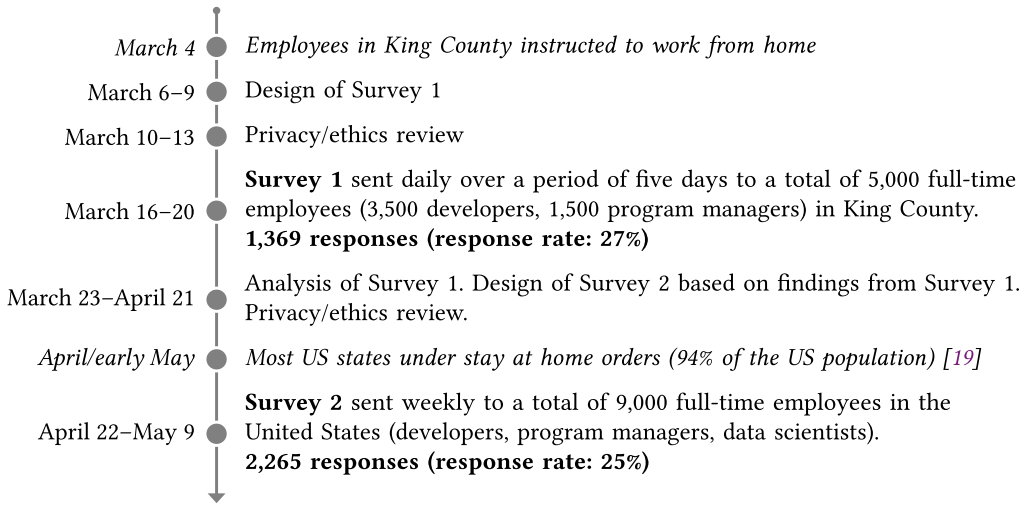 March 4
Employees in King County instructed to work from home
March 6–9
Design of Survey 1
March 10–13
Privacy/ethics review
March 16–20
Survey 1 sent daily over a period of five days to a total of 5,000 full-time
employees (3,500 developers, 1,500 program managers) in King County.
1,369 responses (response rate: 27%)
March 23–April 21
Analysis of Survey 1. Design of Survey 2 based on findings from Survey 1.
Privacy/ethics review.
April/early May
Most US states under stay at home orders (94% of the US population) [19]
April 22–May 9
Survey 2 sent weekly to a total of 9,000 full-time employees in the
United States (developers, program managers, data scientists).
2,265 responses (response rate: 25%)